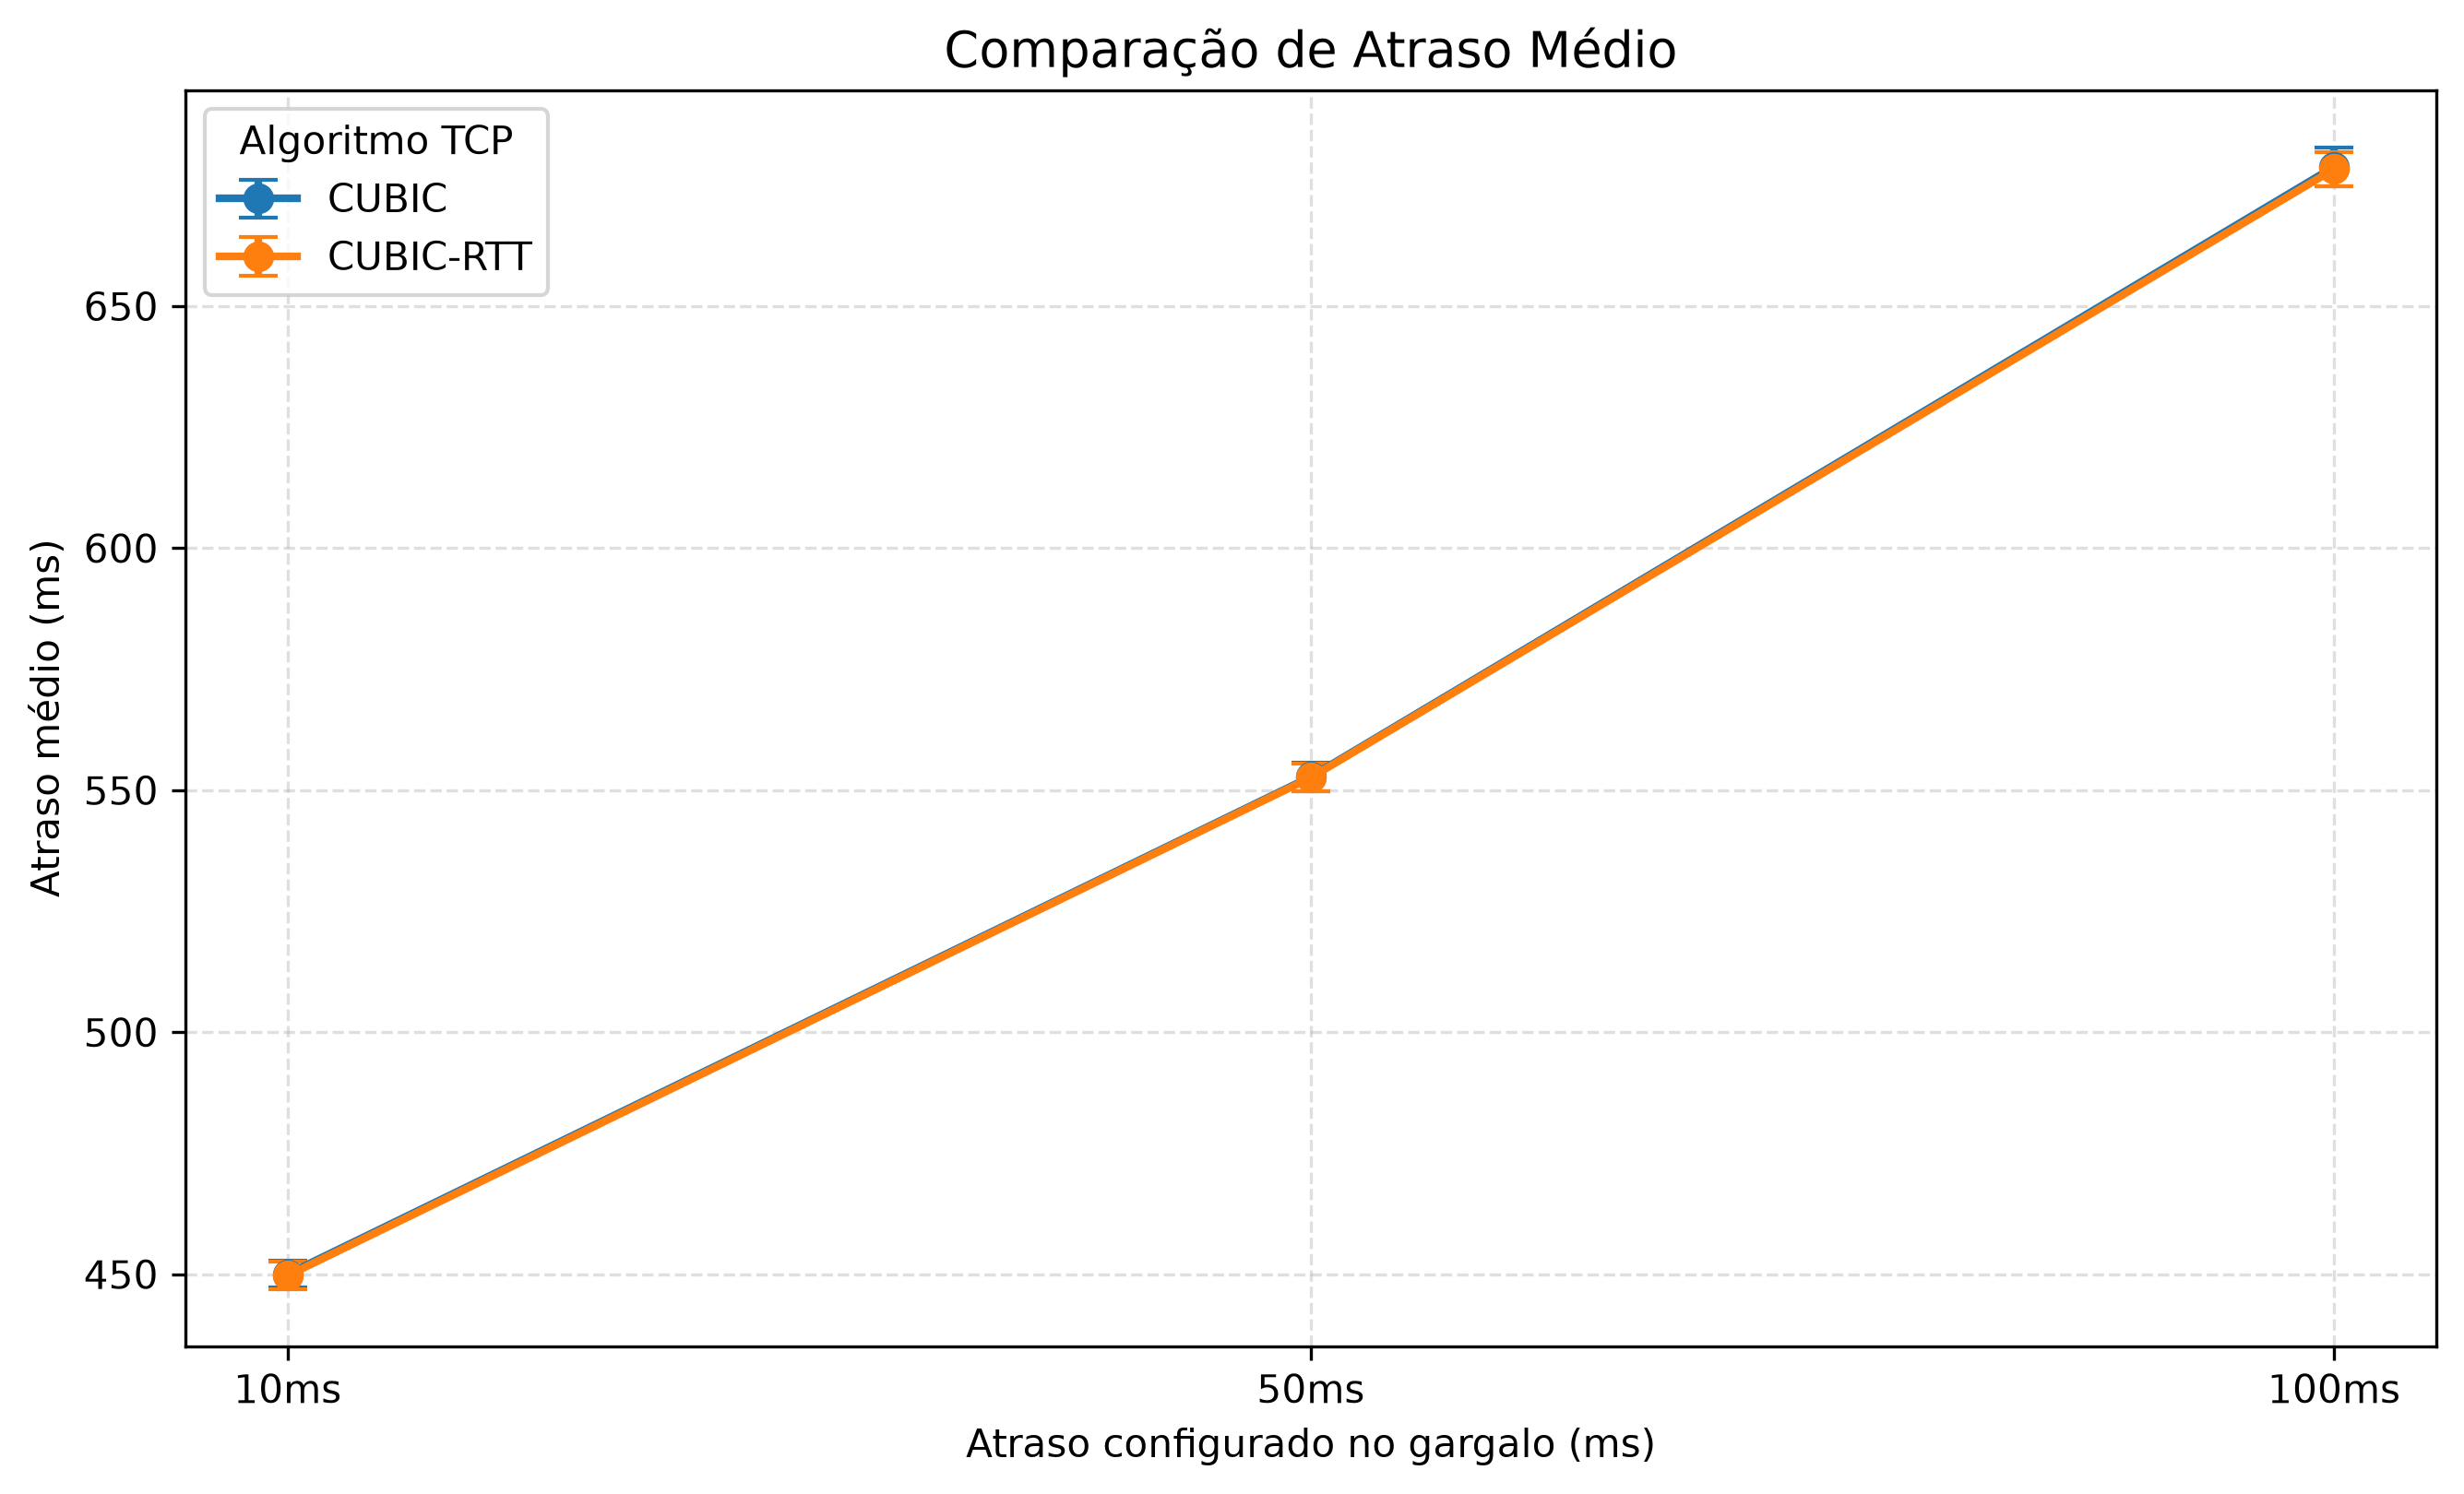 Comparação de Atraso Médio
Algoritmo TCP
CUBIC
CUBIC-RTT
650
600
550
500
450
Atraso médio (ms)
10ms
50ms
100ms
Atraso configurado no gargalo (ms)